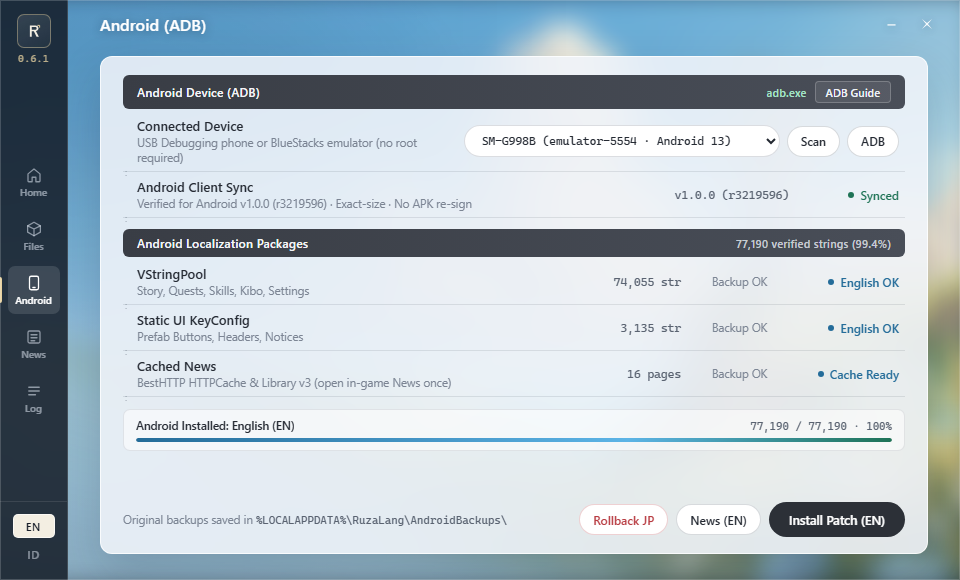 R
0.6.1
Home
Files
Android
News
Log
EN
ID
Android (ADB)
Android Device (ADB)
adb.exe
ADB Guide
Connected Device
USB Debugging phone or BlueStacks emulator (no root
required)
SM-G998B (emulator-5554 · Android 13)
Scan
ADB
Android Client Sync
Verified for Android v1.0.0 (r3219596) · Exact-size · No APK re-sign
v1.0.0 (r3219596)
Synced
Android Localization Packages
77,190 verified strings (99.4%)
VStringPool
Story, Quests, Skills, Kibo, Settings
74,055 str
Backup OK
English OK
Static UI KeyConfig
Prefab Buttons, Headers, Notices
3,135 str
Backup OK
English OK
Cached News
BestHTTP HTTPCache & Library v3 (open in-game News once)
16 pages
Backup OK
Cache Ready
Android Installed: English (EN)
77,190 / 77,190 · 100%
Original backups saved in %LOCALAPPDATA%\RuzaLang\AndroidBackups\
Rollback JP
News (EN)
Install Patch (EN)